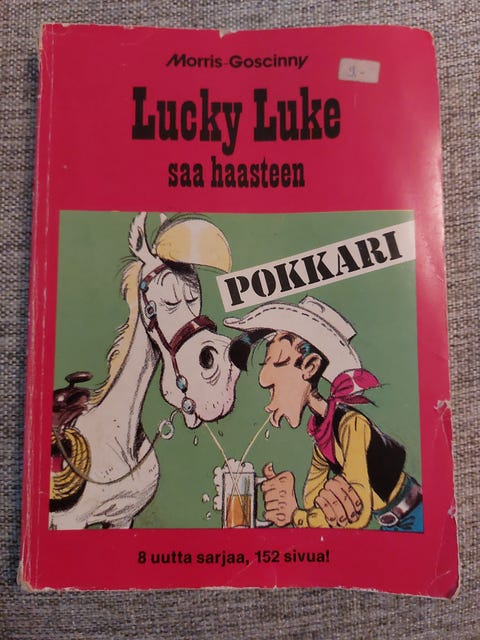 Morris-Goscinny
9.-
Lucky Luke
saa haasteen
POKKARI
8 uutta sarjaa, 152 sivua!